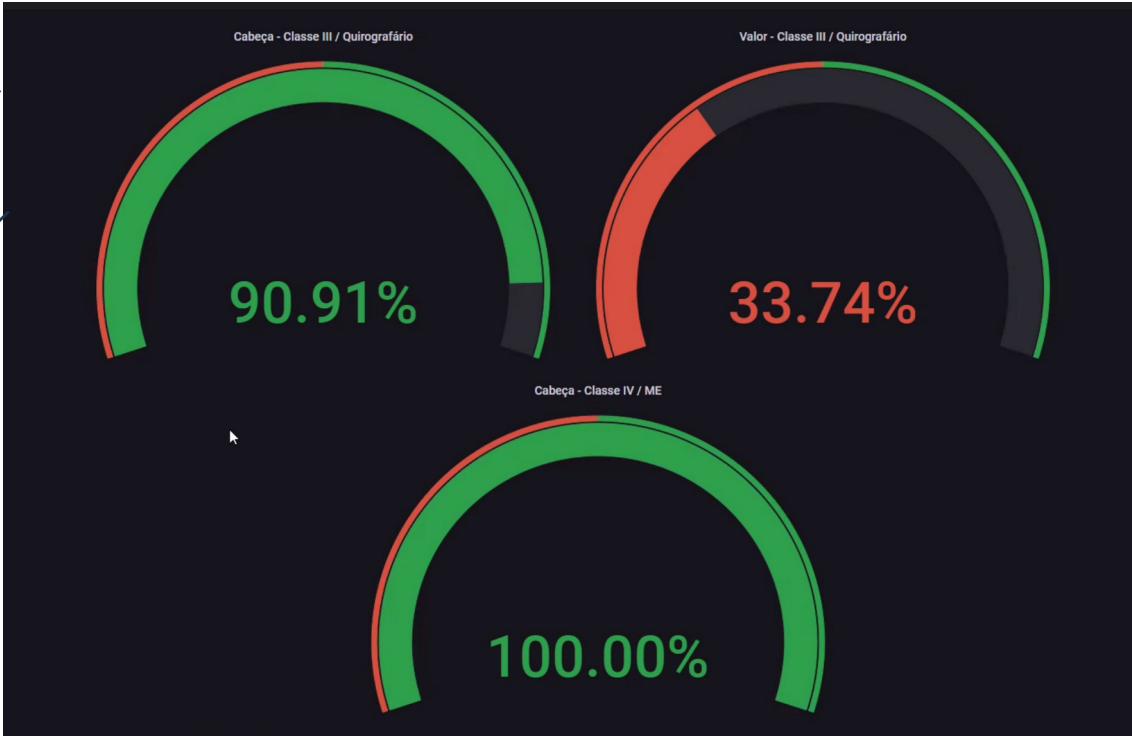 Cabeça - Classe III / Quirografário
Valor - Classe III / Quirografário
90.91%
33.74%
Cabeça - Classe IV / ME
100.00%